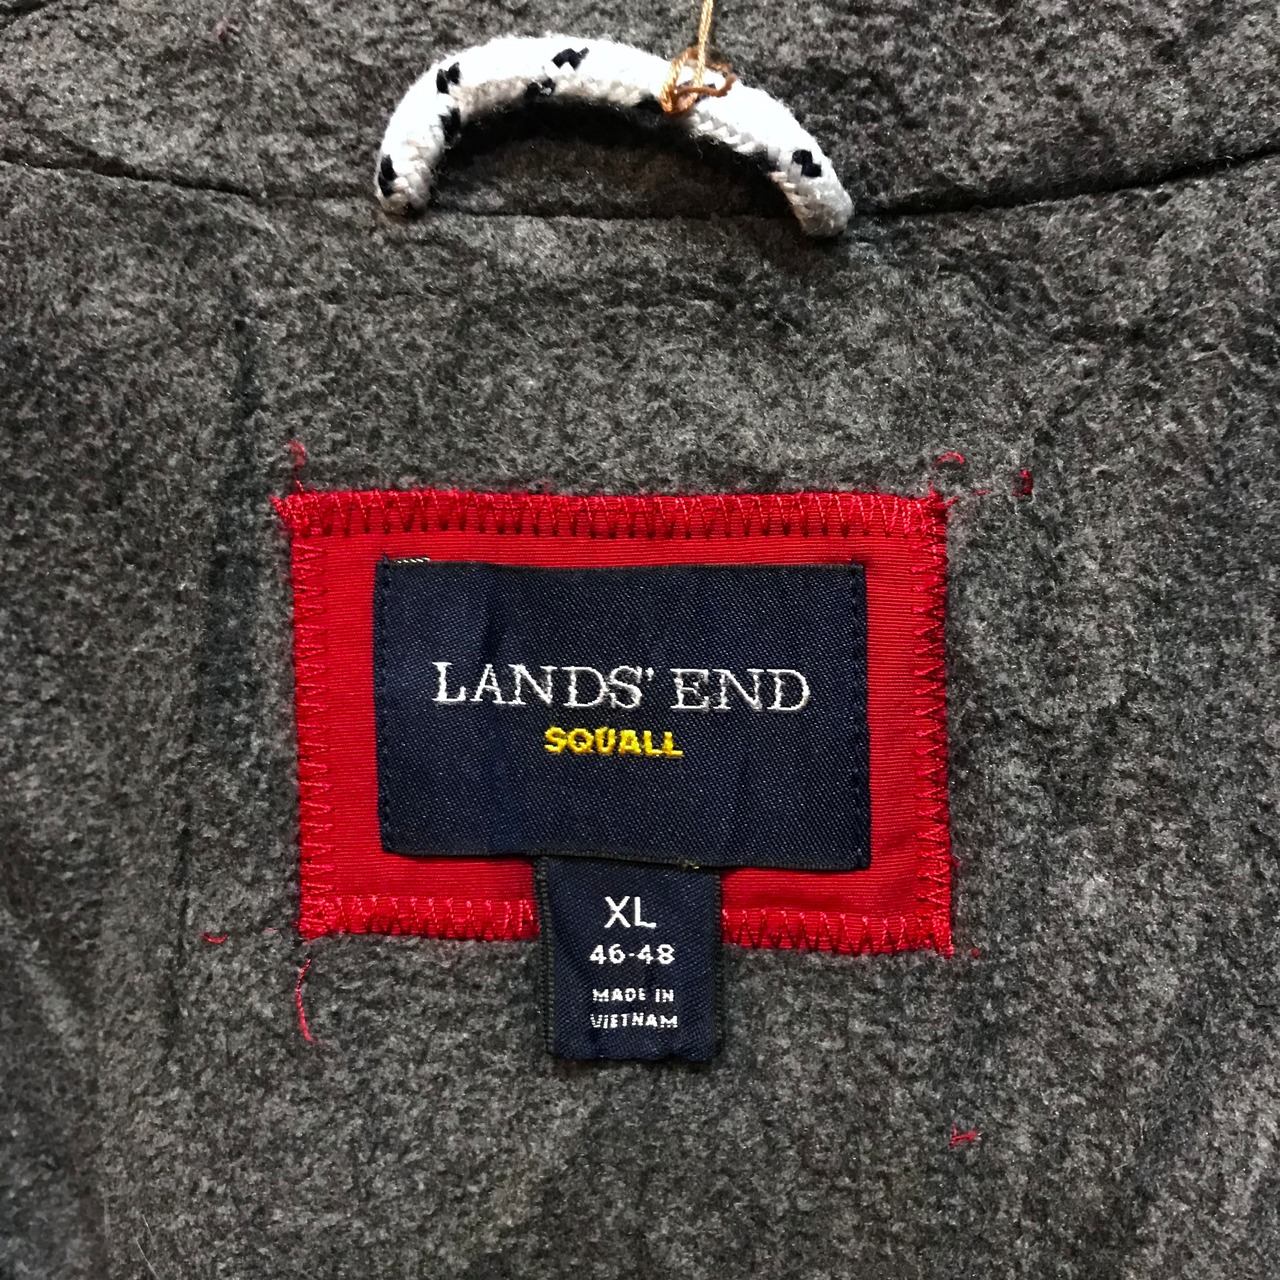 LANDS' END
SQUALL
XL
46-48
MADE IN
VIETNAM